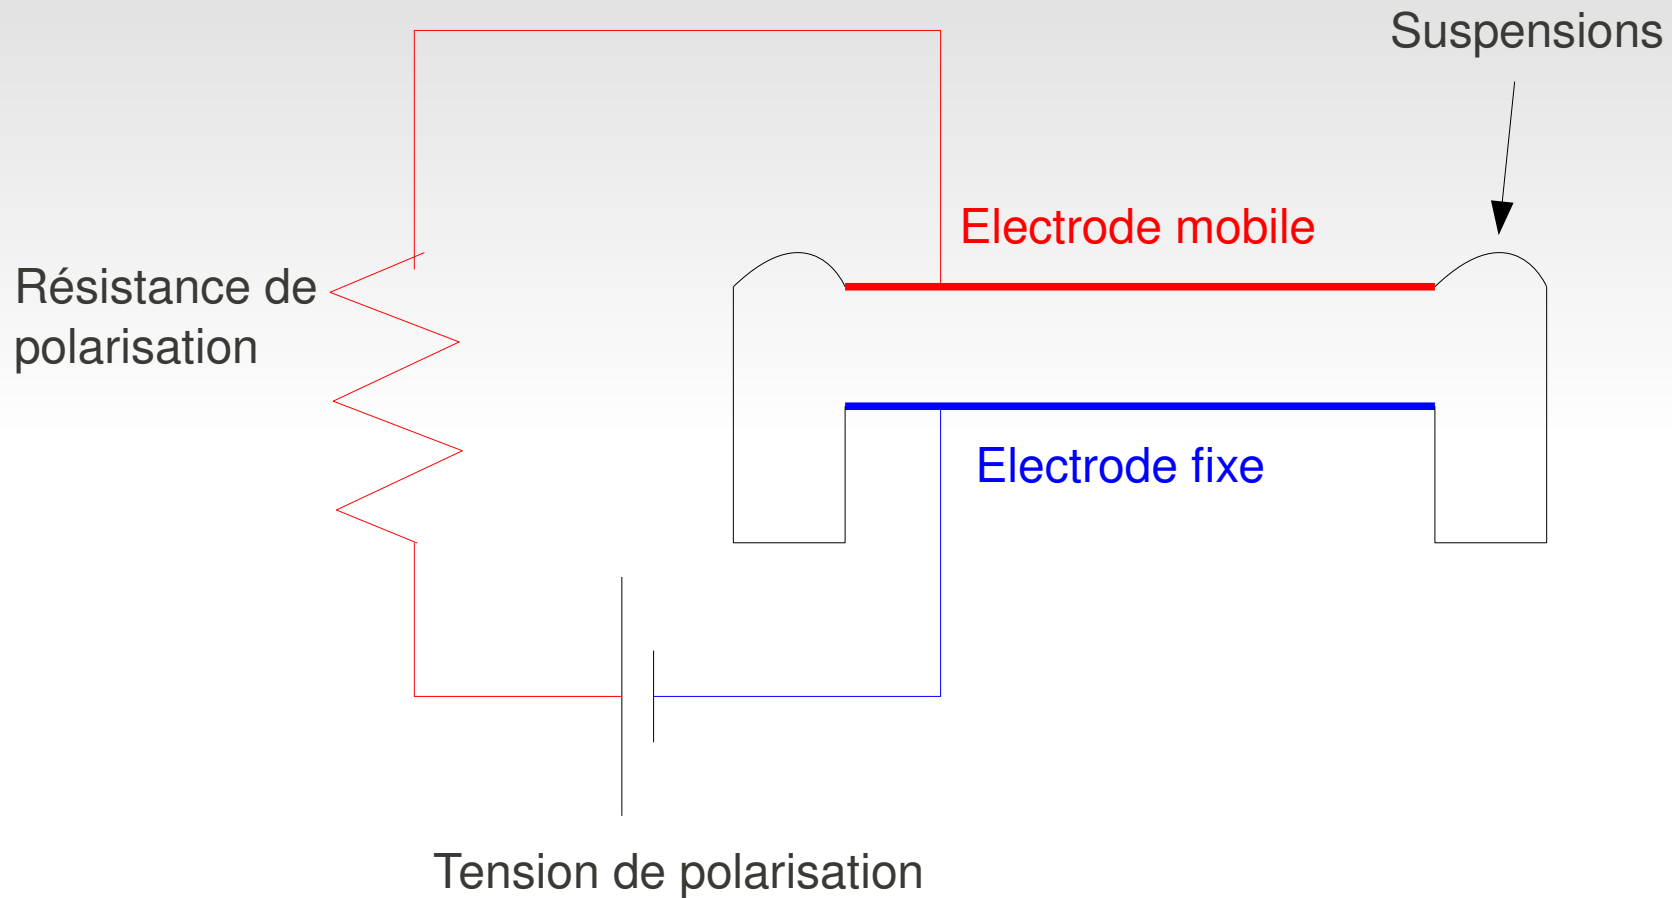 Suspensions
Electrode mobile
Résistance de
polarisation
Electrode fixe
Tension de polarisation